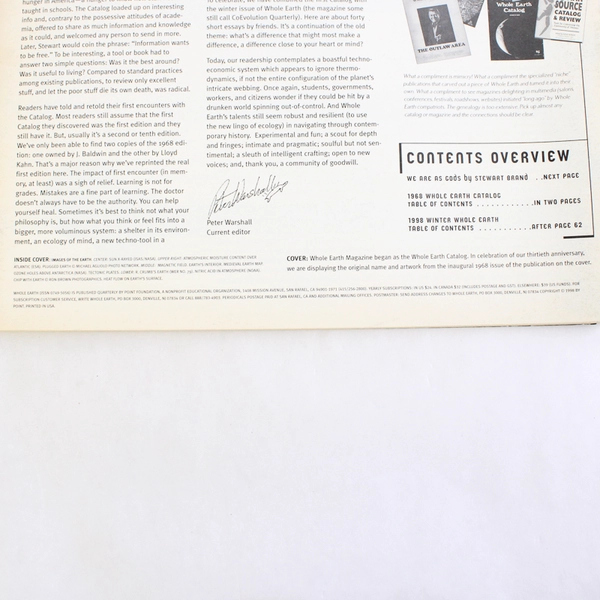 taught in schools. The Catalog loaded up on interesting
info and, contrary to the possessive attitudes of acade-
mia, offered to share as much information and knowledge
as it could, and welcomed any person to send in more.
Later, Stewart would coin the phrase: "Information wants
to be free." To be interesting, a tool or book had to
answer two simple questions: Was it the best around?
Was it useful to living? Compared to standard practices
among existing publications, to review only excellent
stuff, and let the poor stuff die its own death, was radical.
Readers have told and retold their first encounters with
the Catalog. Most readers still assume that the first
Catalog they discovered was the first edition and they
still have it. But, usually it's a second or tenth edition.
We've only been able to find two copies of the 1968 edi-
tion: one owned by J. Baldwin and the other by Lloyd
Kahn. That's a major reason why we've reprinted the real
first edition here. The impact of first encounter (in mem-
ory, at least) was a sigh of relief. Learning is not for
grades. Mistakes are a fine part of learning. The doctor
doesn't always have to be the authority. You can help
yourself heal. Sometimes it's best to think not what your
philosophy is, but how what you think or feel fits into a
bigger, more voluminous system: a shelter in its environ-
ment, an ecology of mind, a new techno-tool in a
the winter issue of Whole Earth (the magazine some
still call CoEvolution Quarterly). Here are about forty
short essays by friends. It's a continuation of the old
theme: what's a difference that might most make a
difference, a difference close to your heart or mind?
Today, our readership contemplates a boastful techno-
economic system which appears to ignore thermo-
dynamics, if not the entire configuration of the planet's
intricate webbing. Once again, students, governments,
workers, and citizens wonder if they could be hit by a
drunken world spinning out-of-control. And Whole
Earth's talents still seem robust and resilient (to use
the new lingo of ecology) in navigating through contem-
porary history. Experimental and fun; a scout for depth
and fringes; intimate and pragmatic; soulful but not sen-
timental; a sleuth of intelligent crafting; open to new
voices; and, thank you, a community of goodwill.
Peter Warshall
Peter Warshall
Current editor
THE OUTLAW AREA
Whole Earth
Catalog
SOURCE
CATALOG
& REVIEW
CONTENTS OVERVIEW
WE ARE AS GODS BY STEWART BRAND . . .NEXT PAGE
1968 WHOLE EARTH CATALOG
TABLE OF CONTENTS . . . . . . . . . . .IN TWO PAGES
1998 WINTER WHOLE EARTH
TABLE OF CONTENTS . . . . . . . . . . .AFTER PAGE 62
COVER: Whole Earth Magazine began as the Whole Earth Catalog. In celebration of our thirtieth anniversary,
we are displaying the original name and artwork from the inaugural 1968 issue of the publication on the cover.